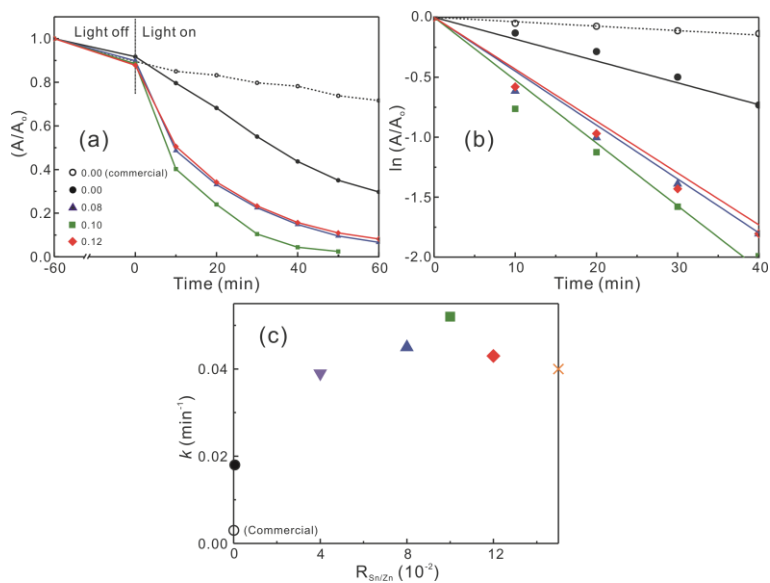 Light off Light on
(a)
(A/A₀)
1.0
0.8
0.6
0.4
0.2
0.0
0.00 (commercial)
0.00
0.08
0.10
0.12
-60 0 20 40 60
Time (min)
(b)
ln (A/A₀)
0.0
-0.5
-1.0
-1.5
-2.0
0 10 20 30 40
Time (min)
(c)
k (min⁻¹)
0.04
0.02
0.00
(Commercial)
0 4 8 12
R_Sn/Zn (10⁻²)